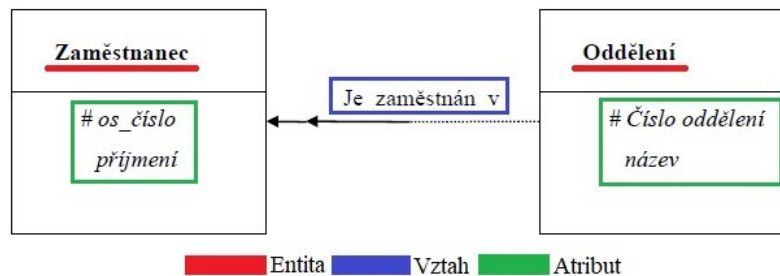 Zaměstnanec
Oddělení
Je zaměstnán v
# os_číslo
příjmení
# Číslo oddělení
název
Entita
Vztah
Atribut